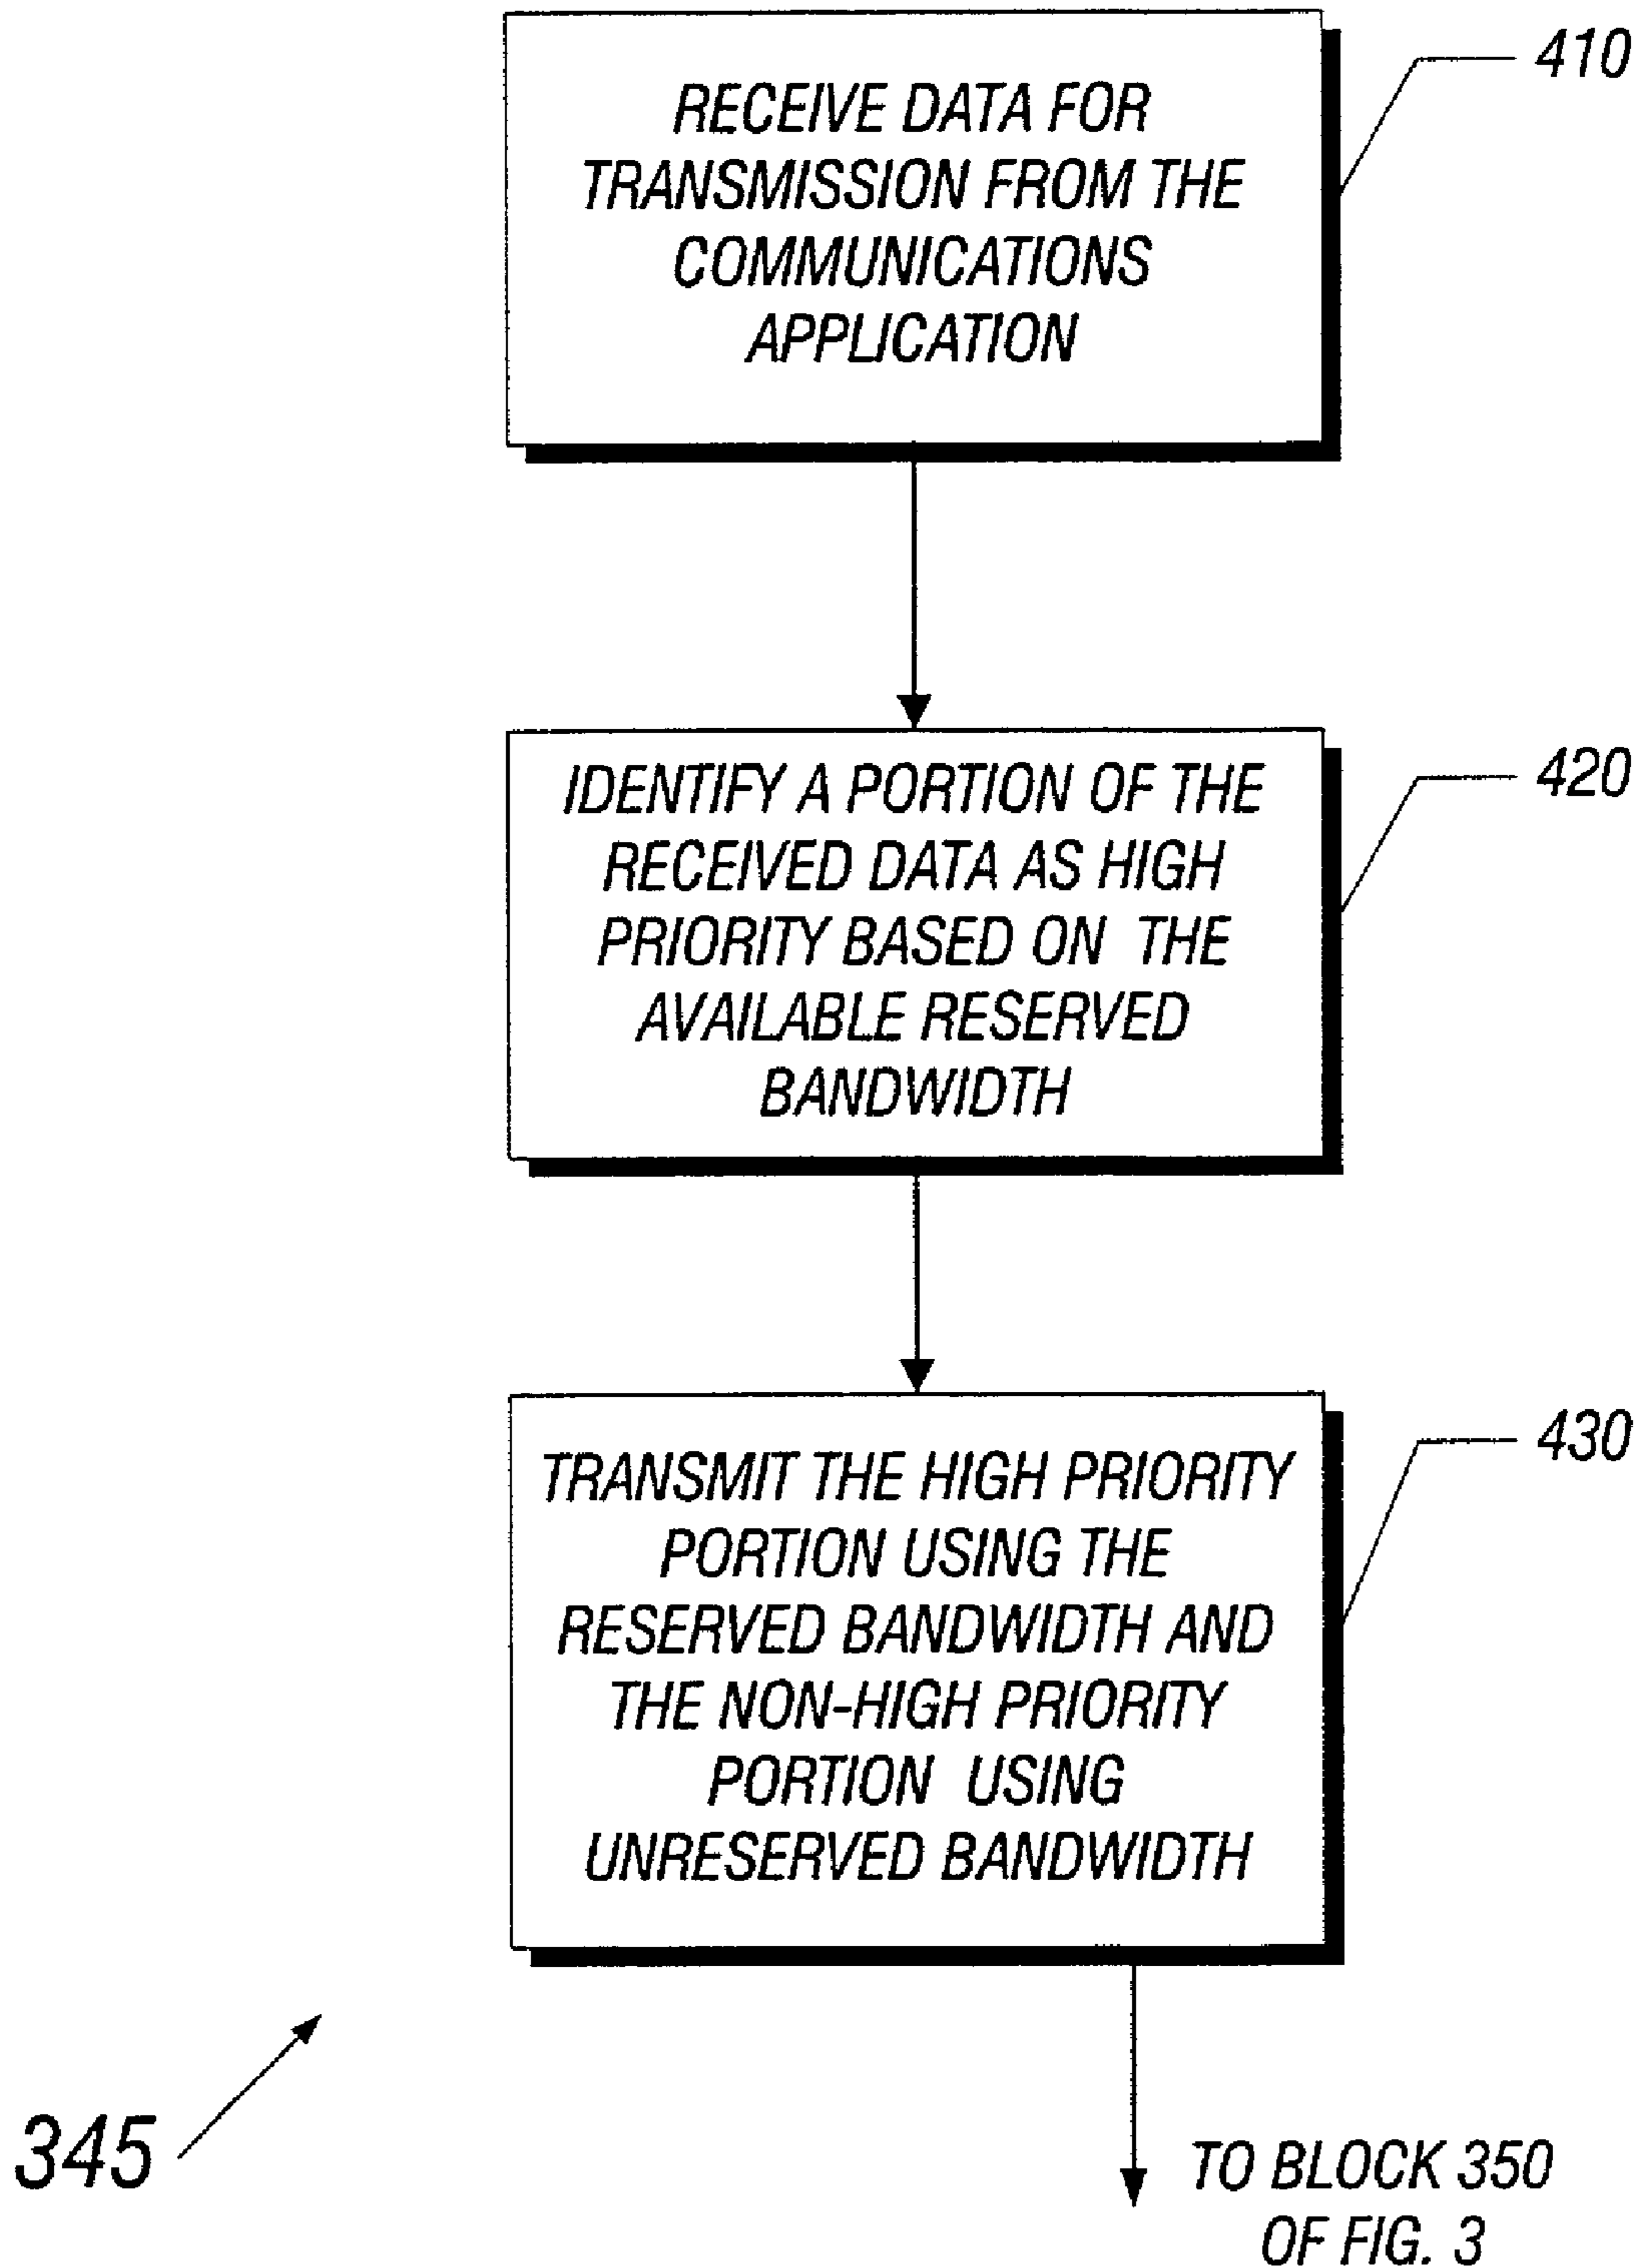 RECEIVE DATA FOR
TRANSMISSION FROM THE
COMMUNICATIONS
APPLICATION
410
IDENTIFY A PORTION OF THE
RECEIVED DATA AS HIGH
PRIORITY BASED ON THE
AVAILABLE RESERVED
BANDWIDTH
420
TRANSMIT THE HIGH PRIORITY
PORTION USING THE
RESERVED BANDWIDTH AND
THE NON-HIGH PRIORITY
PORTION USING
UNRESERVED BANDWIDTH
430
345
TO BLOCK 350
OF FIG. 3